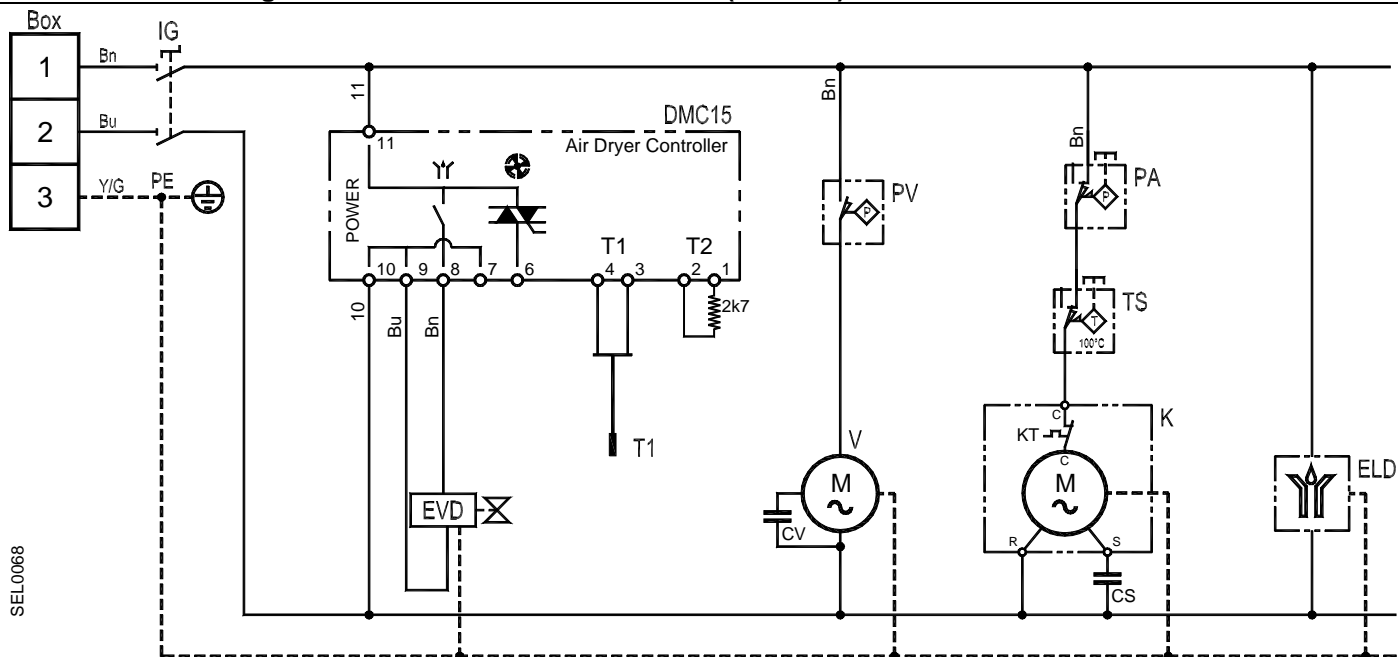 Box
IG
1
Bn
2
Bu
3
Y/G
PE
11
DMC15
11
Air Dryer Controller
POWER
T1
T2
10
9
8
7
6
4
3
2
1
10
Bu
Bn
2k7
T1
EVD
Bn
PV
P
V
M
CV
Bn
PA
P
TS
T
100°C
C
K
KT
C
M
R
S
CS
ELD
SEL0068